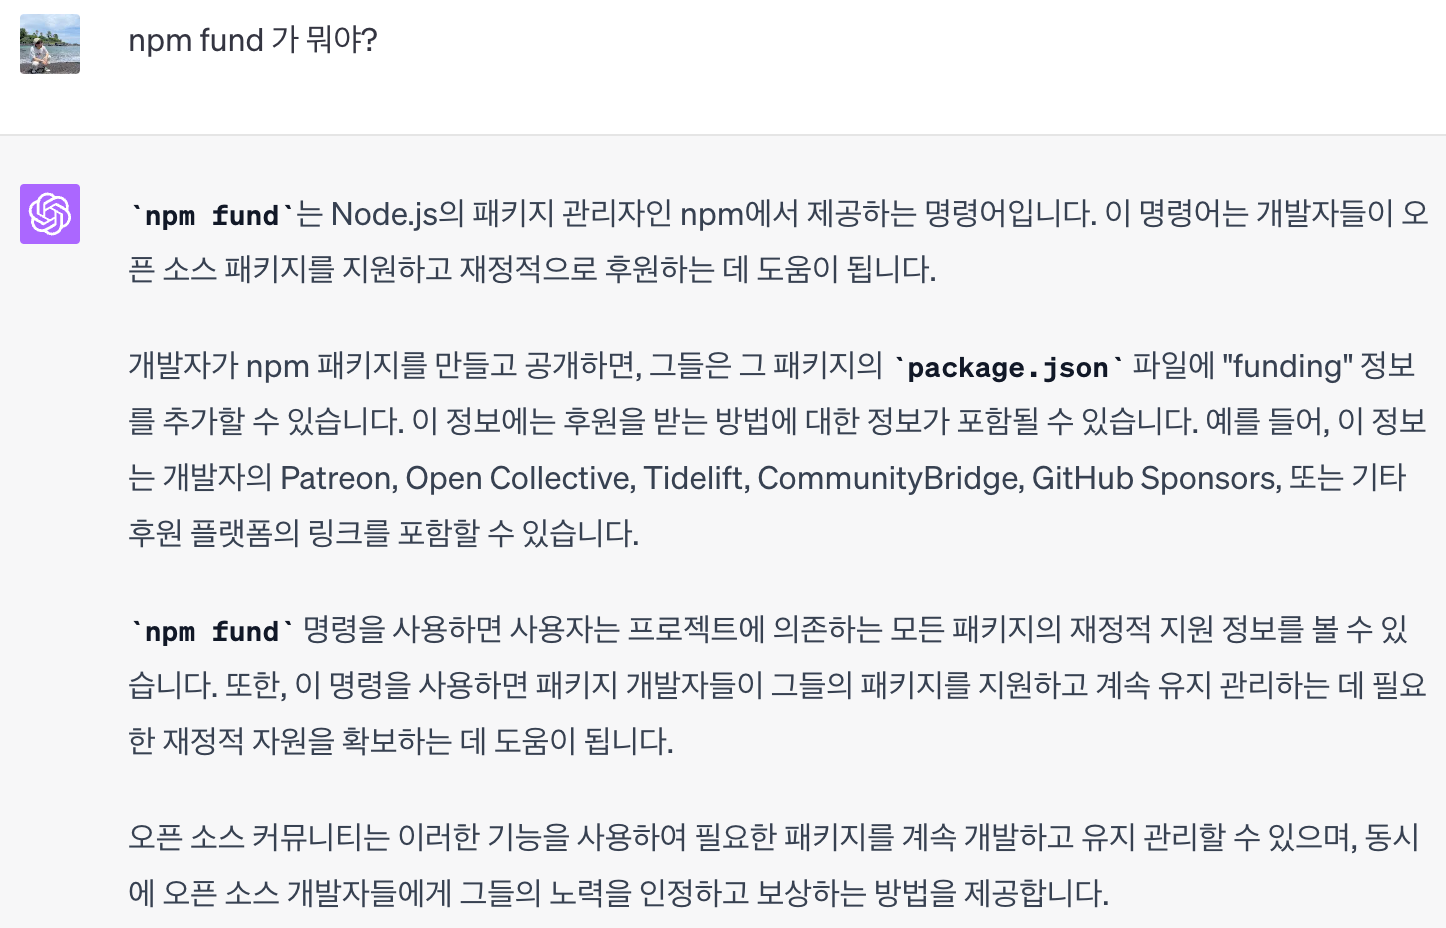 npm fund 가 뭐야?
`npm fund`는 Node.js의 패키지 관리자인 npm에서 제공하는 명령어입니다. 이 명령어는 개발자들이 오
픈 소스 패키지를 지원하고 재정적으로 후원하는 데 도움이 됩니다.
개발자가 npm 패키지를 만들고 공개하면, 그들은 그 패키지의 `package.json` 파일에 "funding" 정보
를 추가할 수 있습니다. 이 정보에는 후원을 받는 방법에 대한 정보가 포함될 수 있습니다. 예를 들어, 이 정보
는 개발자의 Patreon, Open Collective, Tidelift, CommunityBridge, GitHub Sponsors, 또는 기타
후원 플랫폼의 링크를 포함할 수 있습니다.
`npm fund` 명령을 사용하면 사용자는 프로젝트에 의존하는 모든 패키지의 재정적 지원 정보를 볼 수 있
습니다. 또한, 이 명령을 사용하면 패키지 개발자들이 그들의 패키지를 지원하고 계속 유지 관리하는 데 필요
한 재정적 자원을 확보하는 데 도움이 됩니다.
오픈 소스 커뮤니티는 이러한 기능을 사용하여 필요한 패키지를 계속 개발하고 유지 관리할 수 있으며, 동시
에 오픈 소스 개발자들에게 그들의 노력을 인정하고 보상하는 방법을 제공합니다.